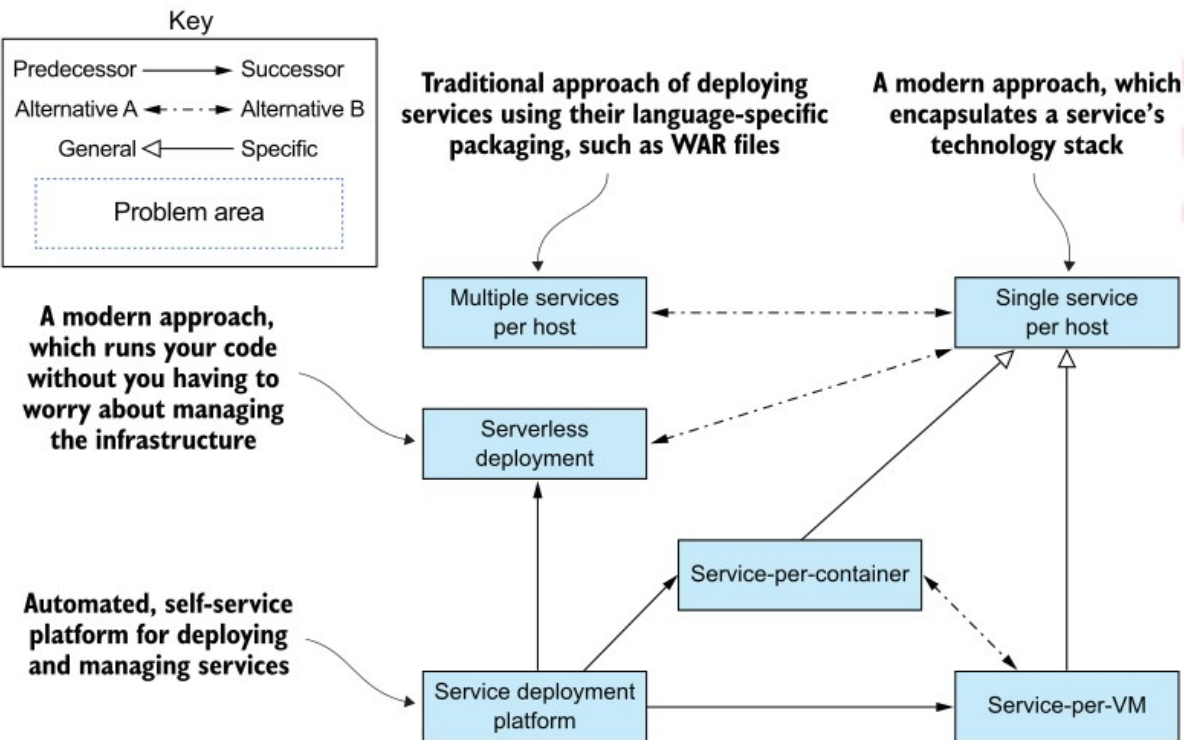 Key
Predecessor
Successor
Alternative A
Alternative B
General
Specific
Problem area
Traditional approach of deploying
services using their language-specific
packaging, such as WAR files
A modern approach, which
encapsulates a service's
technology stack
Multiple services
per host
Single service
per host
A modern approach,
which runs your code
without you having to
worry about managing
the infrastructure
Serverless
deployment
Service-per-container
Automated, self-service
platform for deploying
and managing services
Service deployment
platform
Service-per-VM